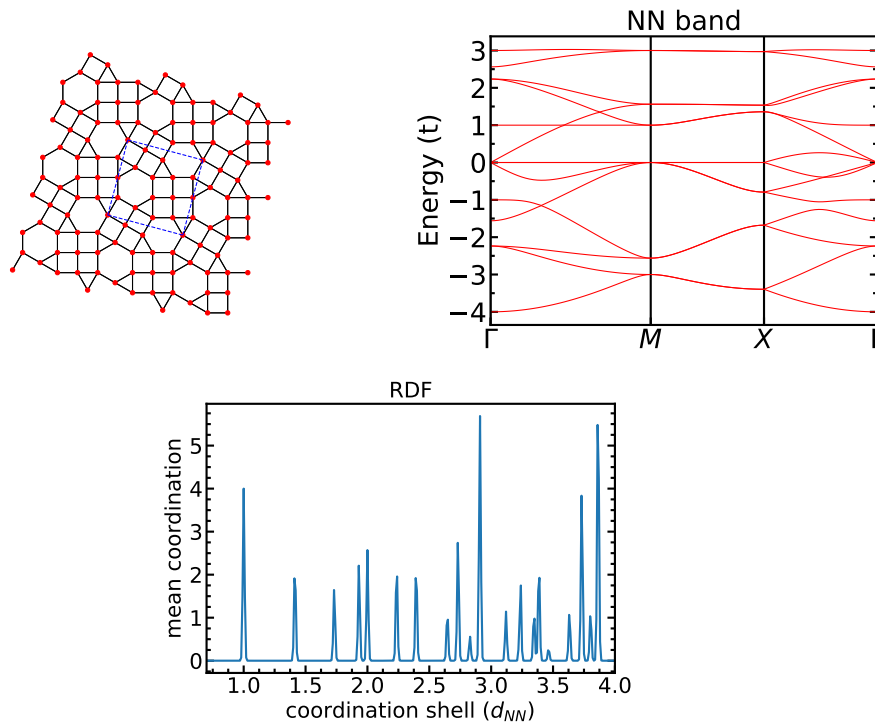 NN band
Energy (t)
3
2
1
0
−1
−2
−3
−4
Γ M X Γ
RDF
mean coordination
5
4
3
2
1
0
1.0 1.5 2.0 2.5 3.0 3.5 4.0
coordination shell (d_NN)